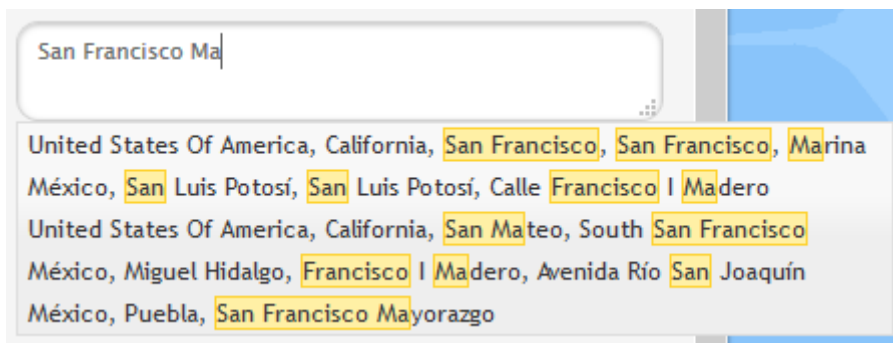 San Francisco Ma
United States Of America, California, San Francisco, San Francisco, Marina
México, San Luis Potosí, San Luis Potosí, Calle Francisco I Madero
United States Of America, California, San Mateo, South San Francisco
México, Miguel Hidalgo, Francisco I Madero, Avenida Río San Joaquín
México, Puebla, San Francisco Mayorazgo